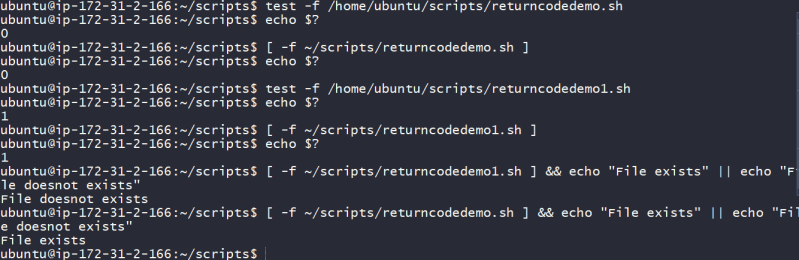 ubuntu@ip-172-31-2-166:~/scripts$ test -f /home/ubuntu/scripts/returncodedemo.sh
ubuntu@ip-172-31-2-166:~/scripts$ echo $?
0
ubuntu@ip-172-31-2-166:~/scripts$ [ -f ~/scripts/returncodedemo.sh ]
ubuntu@ip-172-31-2-166:~/scripts$ echo $?
0
ubuntu@ip-172-31-2-166:~/scripts$ test -f /home/ubuntu/scripts/returncodedemo1.sh
ubuntu@ip-172-31-2-166:~/scripts$ echo $?
1
ubuntu@ip-172-31-2-166:~/scripts$ [ -f ~/scripts/returncodedemo1.sh ]
ubuntu@ip-172-31-2-166:~/scripts$ echo $?
1
ubuntu@ip-172-31-2-166:~/scripts$ [ -f ~/scripts/returncodedemo1.sh ] && echo "File exists" || echo "Fi
le doesnot exists"
File doesnot exists
ubuntu@ip-172-31-2-166:~/scripts$ [ -f ~/scripts/returncodedemo.sh ] && echo "File exists" || echo "Fil
e doesnot exists"
File exists
ubuntu@ip-172-31-2-166:~/scripts$